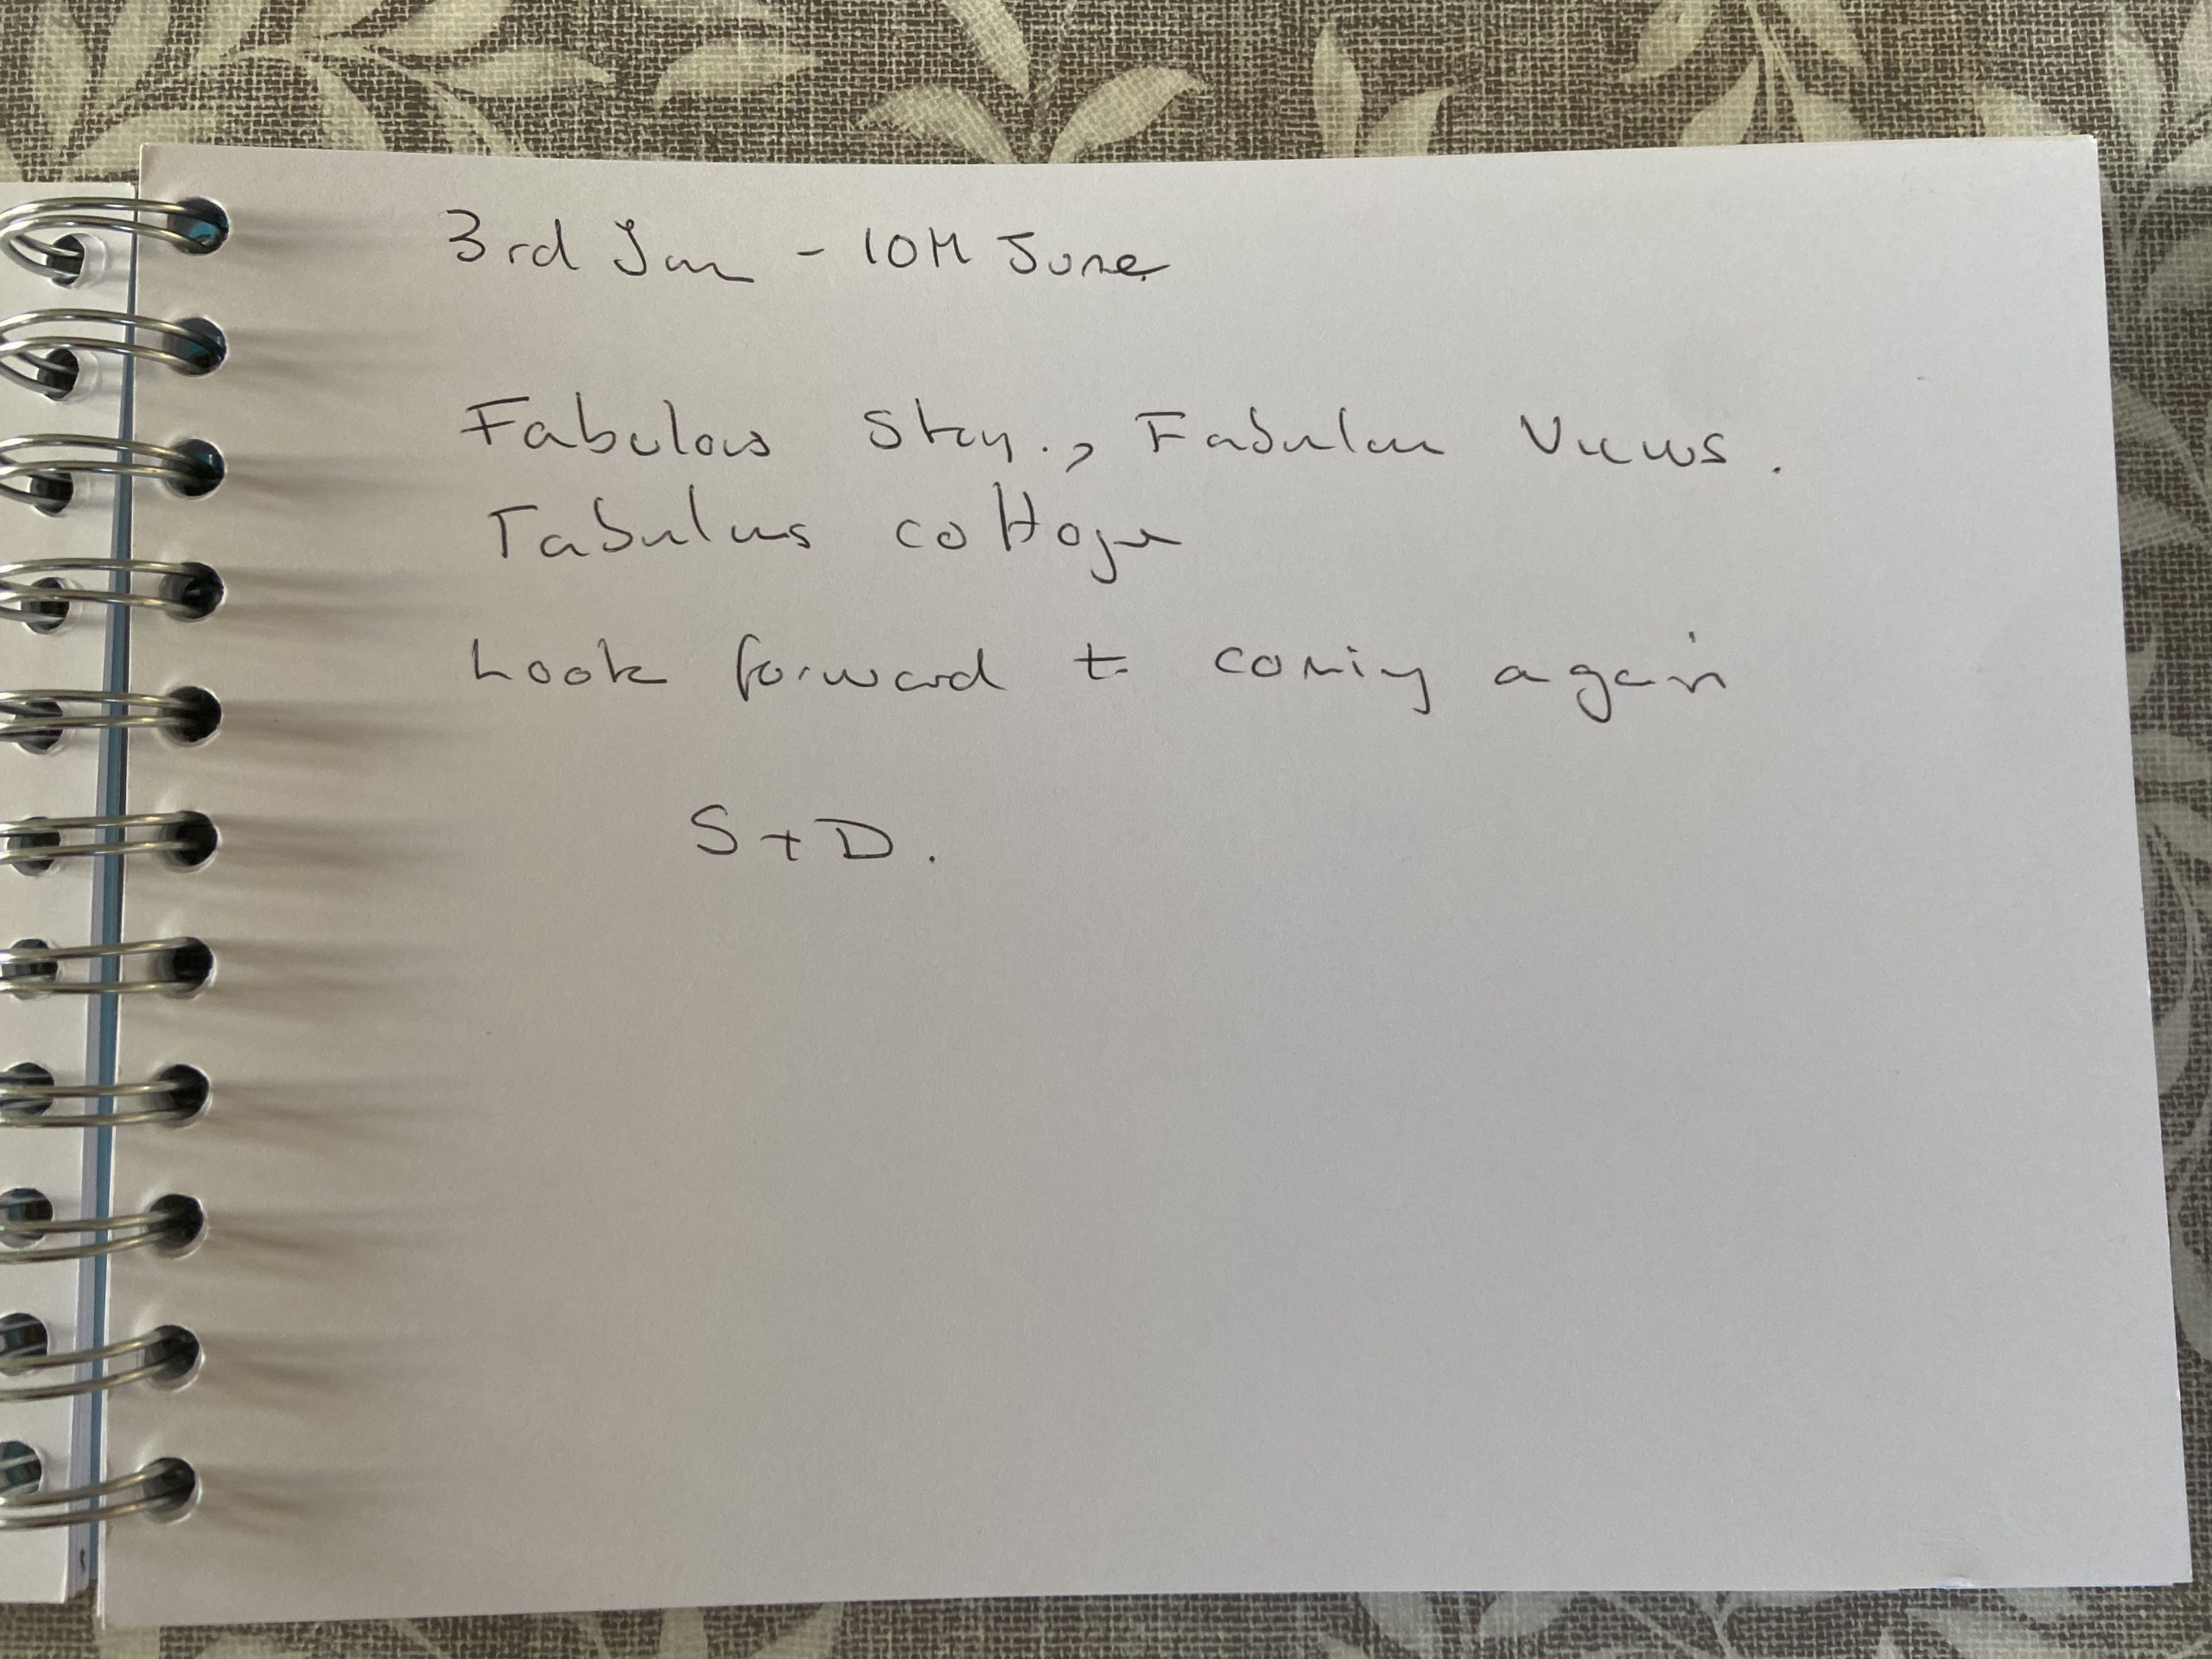 3rd Jun - 10th June
Fabulous stay., Fabulous Views.
Fabulous cottage
Look forward to coming again
S + D.